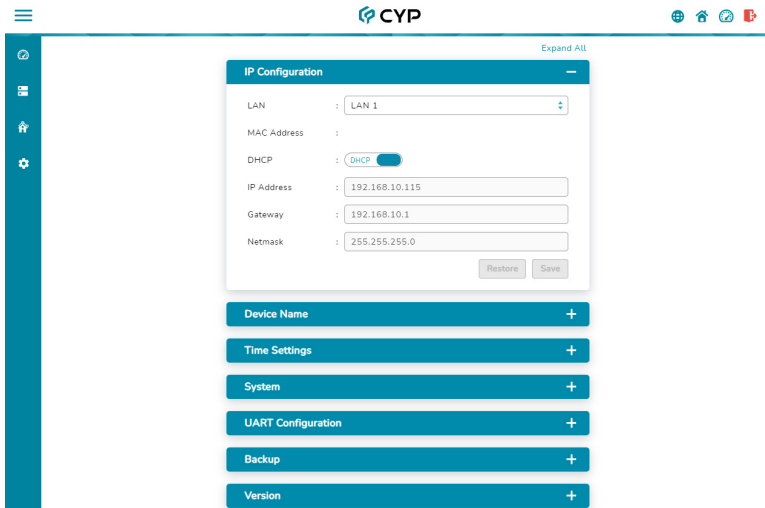 CYP
Expand All
IP Configuration
LAN : LAN 1
MAC Address :
DHCP : DHCP
IP Address : 192.168.10.115
Gateway : 192.168.10.1
Netmask : 255.255.255.0
Restore Save
Device Name
Time Settings
System
UART Configuration
Backup
Version